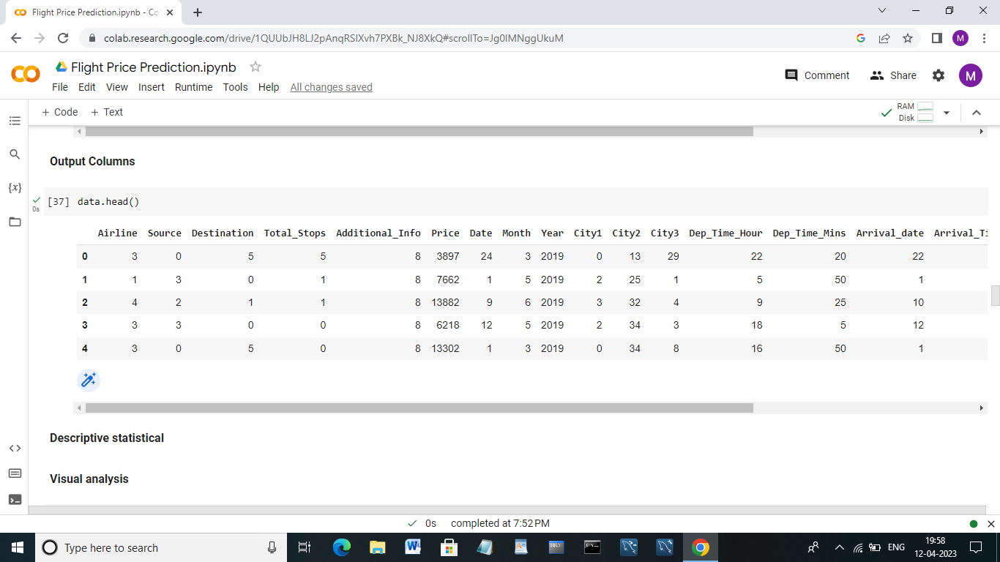 Flight Price Prediction.ipynb - Co
colab.research.google.com/drive/1QUUbJH8LJ2pAnqRSlXvh7PXBk_NJ8XkQ#scrollTo=Jg0lMNggUkuM
M
Flight Price Prediction.ipynb
Comment Share M
File Edit View Insert Runtime Tools Help All changes saved
+ Code + Text
RAM
Disk
Output Columns
{x}
[37] data.head()
0s
Airline Source Destination Total_Stops Additional_Info Price Date Month Year City1 City2 City3 Dep_Time_Hour Dep_Time_Mins Arrival_date Arrival_Ti
0 3 0 5 5 8 3897 24 3 2019 0 13 29 22 20 22
1 1 3 0 1 8 7662 1 5 2019 2 25 1 5 50 1
2 4 2 1 1 8 13882 9 6 2019 3 32 4 9 25 10
3 3 3 0 0 8 6218 12 5 2019 2 34 3 18 5 12
4 3 0 5 0 8 13302 1 3 2019 0 34 8 16 50 1
Descriptive statistical
Visual analysis
0s completed at 7:52 PM
Type here to search
ENG
19:58
12-04-2023